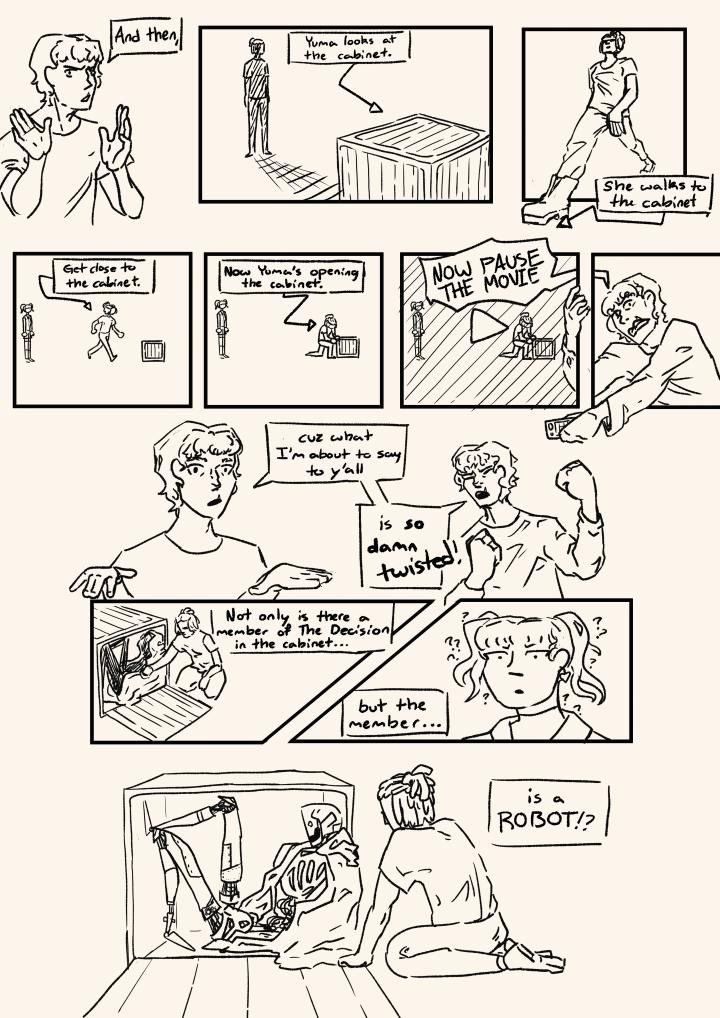 And then,
Yuma looks at
the cabinet.
She walks to
the cabinet
Get close to
the cabinet.
Now Yuma's opening
the cabinet.
NOW PAUSE
THE MOVIE
cuz what
I'm about to say
to y'all
is so
damn
twisted!
Not only is there a
member of The Decision
in the cabinet...
? ?
? ?
?
?
?
but the
member...
is a
ROBOT!?